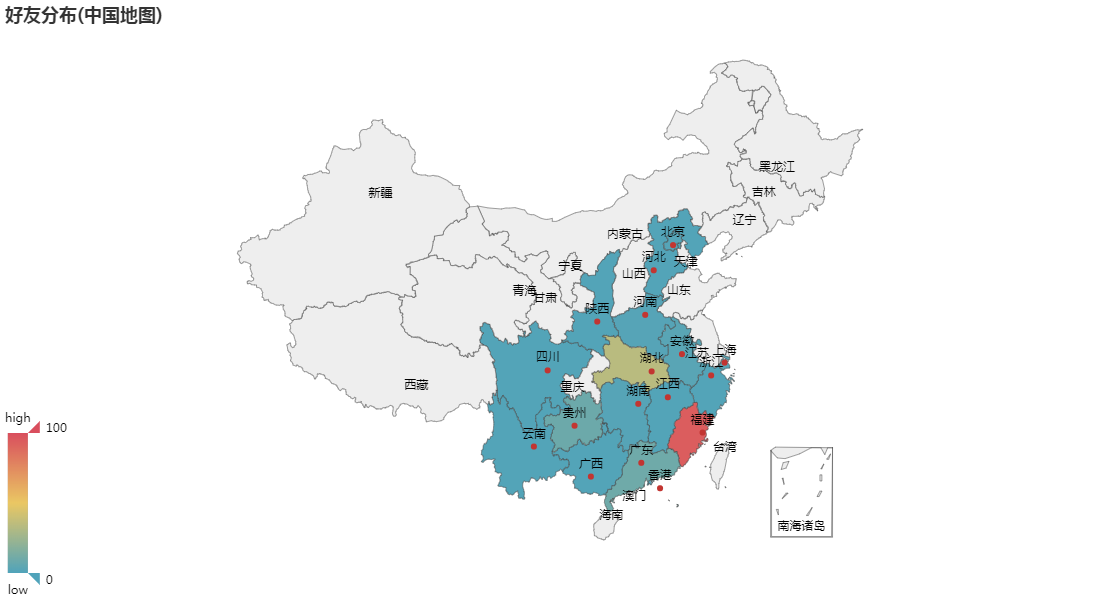 好友分布(中国地图)
黑龙江
吉林
新疆
辽宁
北京
内蒙古
河北
天津
宁夏
山西
青海
甘肃
山东
陕西
河南
安徽
江苏
上海
浙江
四川
湖北
西藏
重庆
湖南
江西
贵州
福建
high
100
云南
广西
广东
台湾
香港
澳门
海南
南海诸岛
0
low